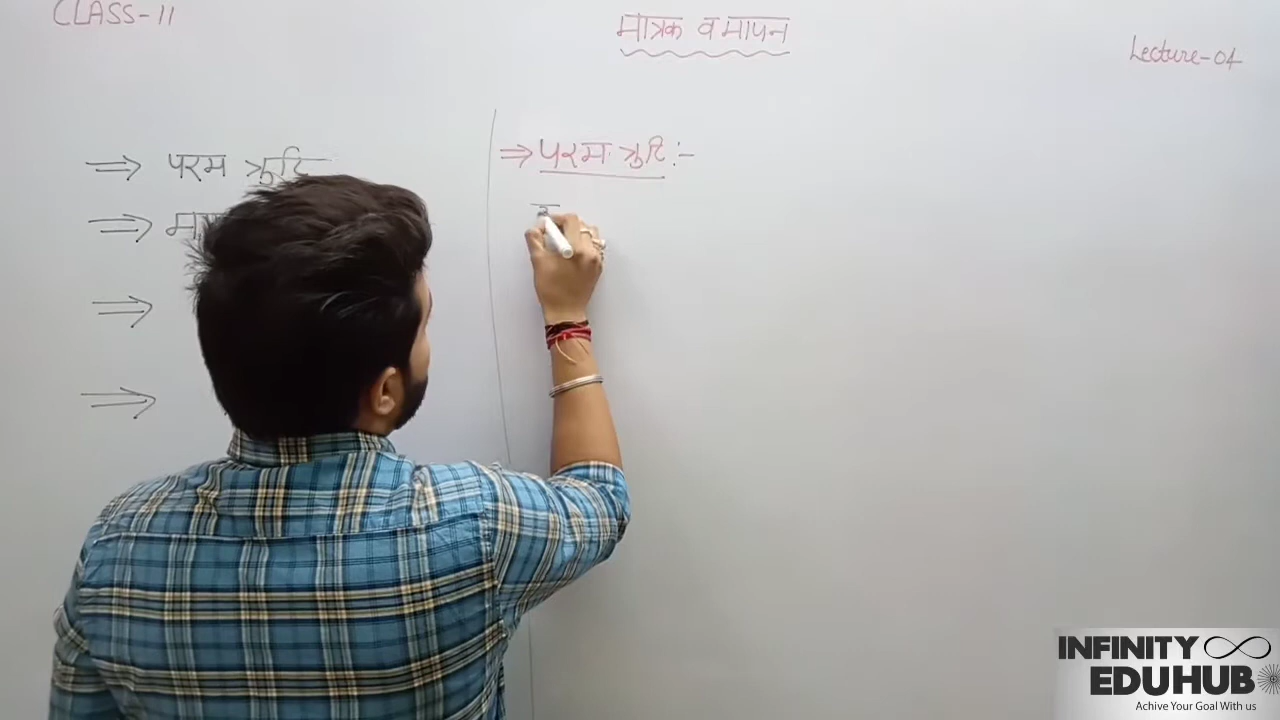 CLASS-11
मात्रक व मापन
Lecture-04
⇒ परम त्रुटि
⇒
⇒
⇒
⇒ परम त्रुटि :-
INFINITY
EDUHUB
Achive Your Goal With us